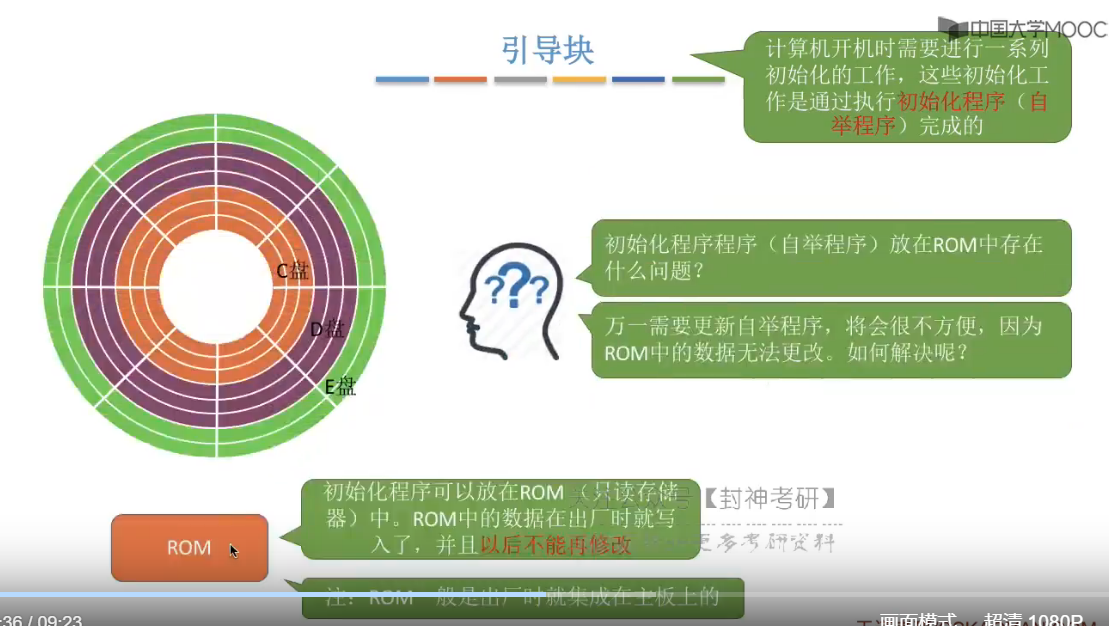 中国大学MOOC
引导块
计算机开机时需要进行一系列
初始化的工作，这些初始化工
作是通过执行初始化程序（自
举程序）完成的
C盘
D盘
E盘
???
初始化程序程序（自举程序）放在ROM中存在
什么问题？
万一需要更新自举程序，将会很不方便，因为
ROM中的数据无法更改。如何解决呢？
初始化程序可以放在ROM（只读存储
器）中。ROM中的数据在出厂时就写
入了，并且以后不能再修改
【封神考研】
更多考研资料
ROM
注：ROM一般是出厂时就集成在主板上的
:36 / 09:23
画面模式
超清 1080P